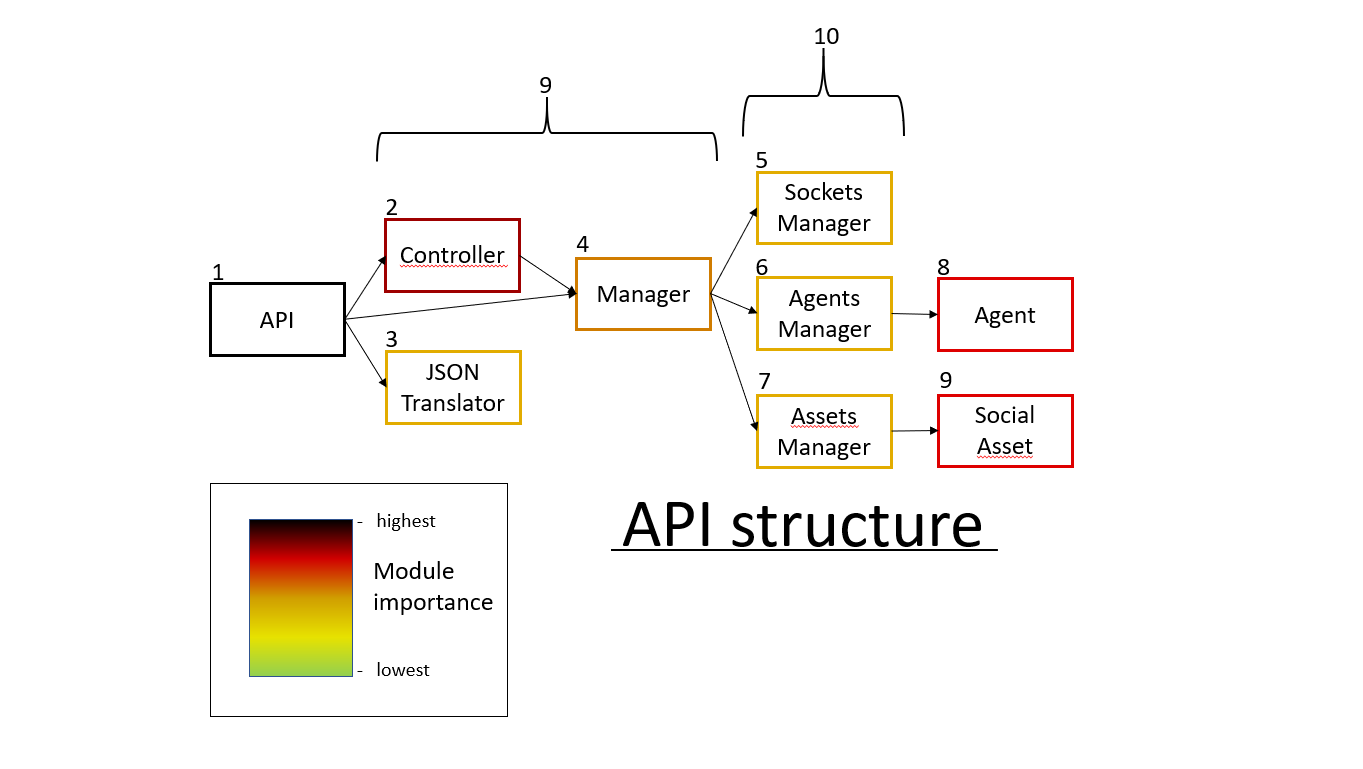 10
9
5
Sockets
Manager
2
Controller
4
Manager
6
Agents
Manager
8
Agent
1
API
3
JSON
Translator
7
Assets
Manager
9
Social
Asset
API structure
- highest
Module
importance
- lowest